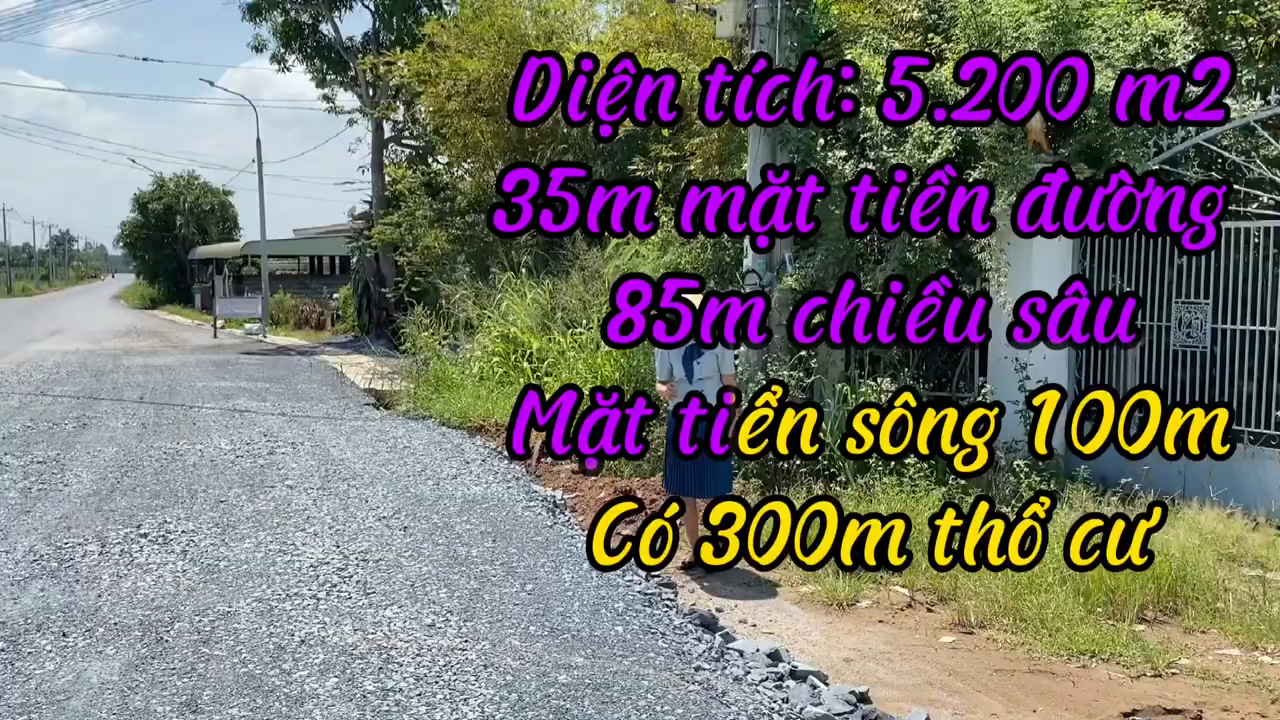 Diện tích: 5.200 m2
35m mặt tiền đường
85m chiều sâu
Mặt tiển sông 100m
Có 300m thổ cư